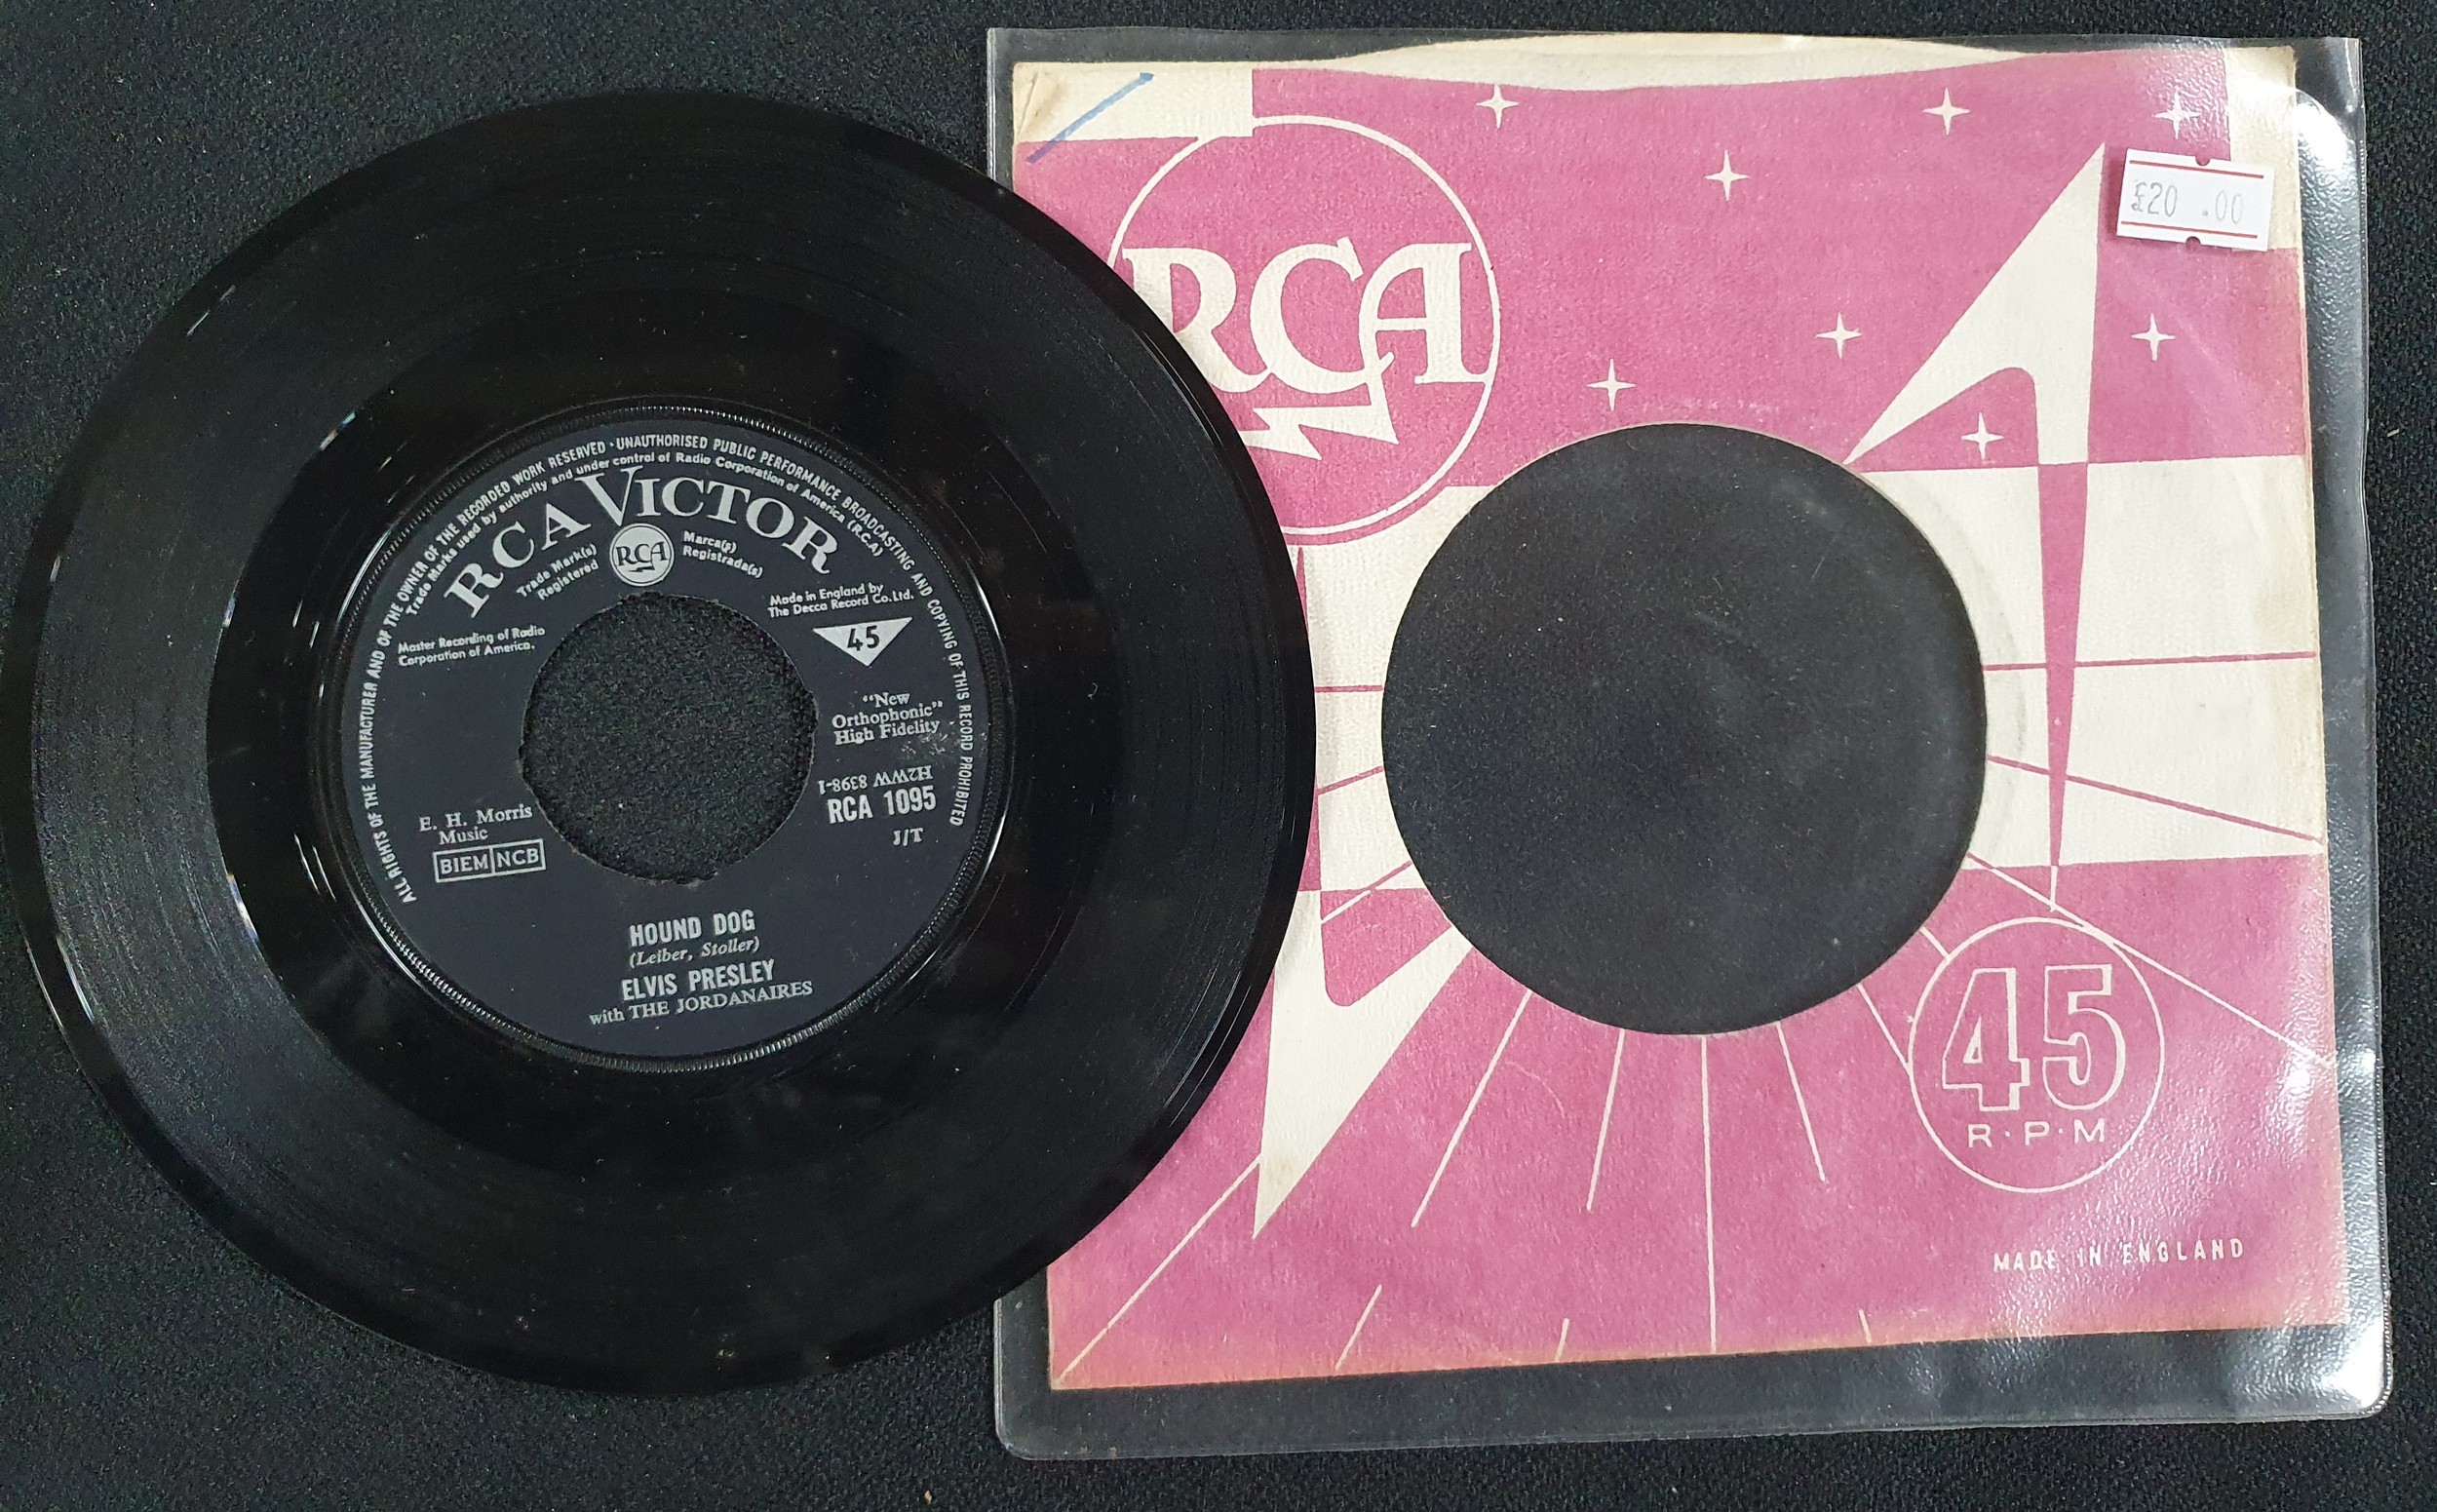 ALL RIGHTS OF THE MANUFACTURER AND OF THE OWNER OF THE RECORDED WORK RESERVED · UNAUTHORISED PUBLIC PERFORMANCE BROADCASTING AND COPYING OF THIS RECORD PROHIBITED
Trade Marks used by authority and under control of Radio Corporation of America (R.C.A)
RCA VICTOR
Trade Mark(s)
Registered
RCA
Marca(s)
Registrada(s)
Made in England by
The Decca Record Co. Ltd.
Master Recording of Radio
Corporation of America.
45
“New
Orthophonic”
High Fidelity
H2WW 8398-1
RCA 1095
J/T
E. H. Morris
Music
BIEM NCB
HOUND DOG
(Leiber, Stoller)
ELVIS PRESLEY
with THE JORDANAIRES
RCA
£20 .00
45
R·P·M
MADE IN ENGLAND